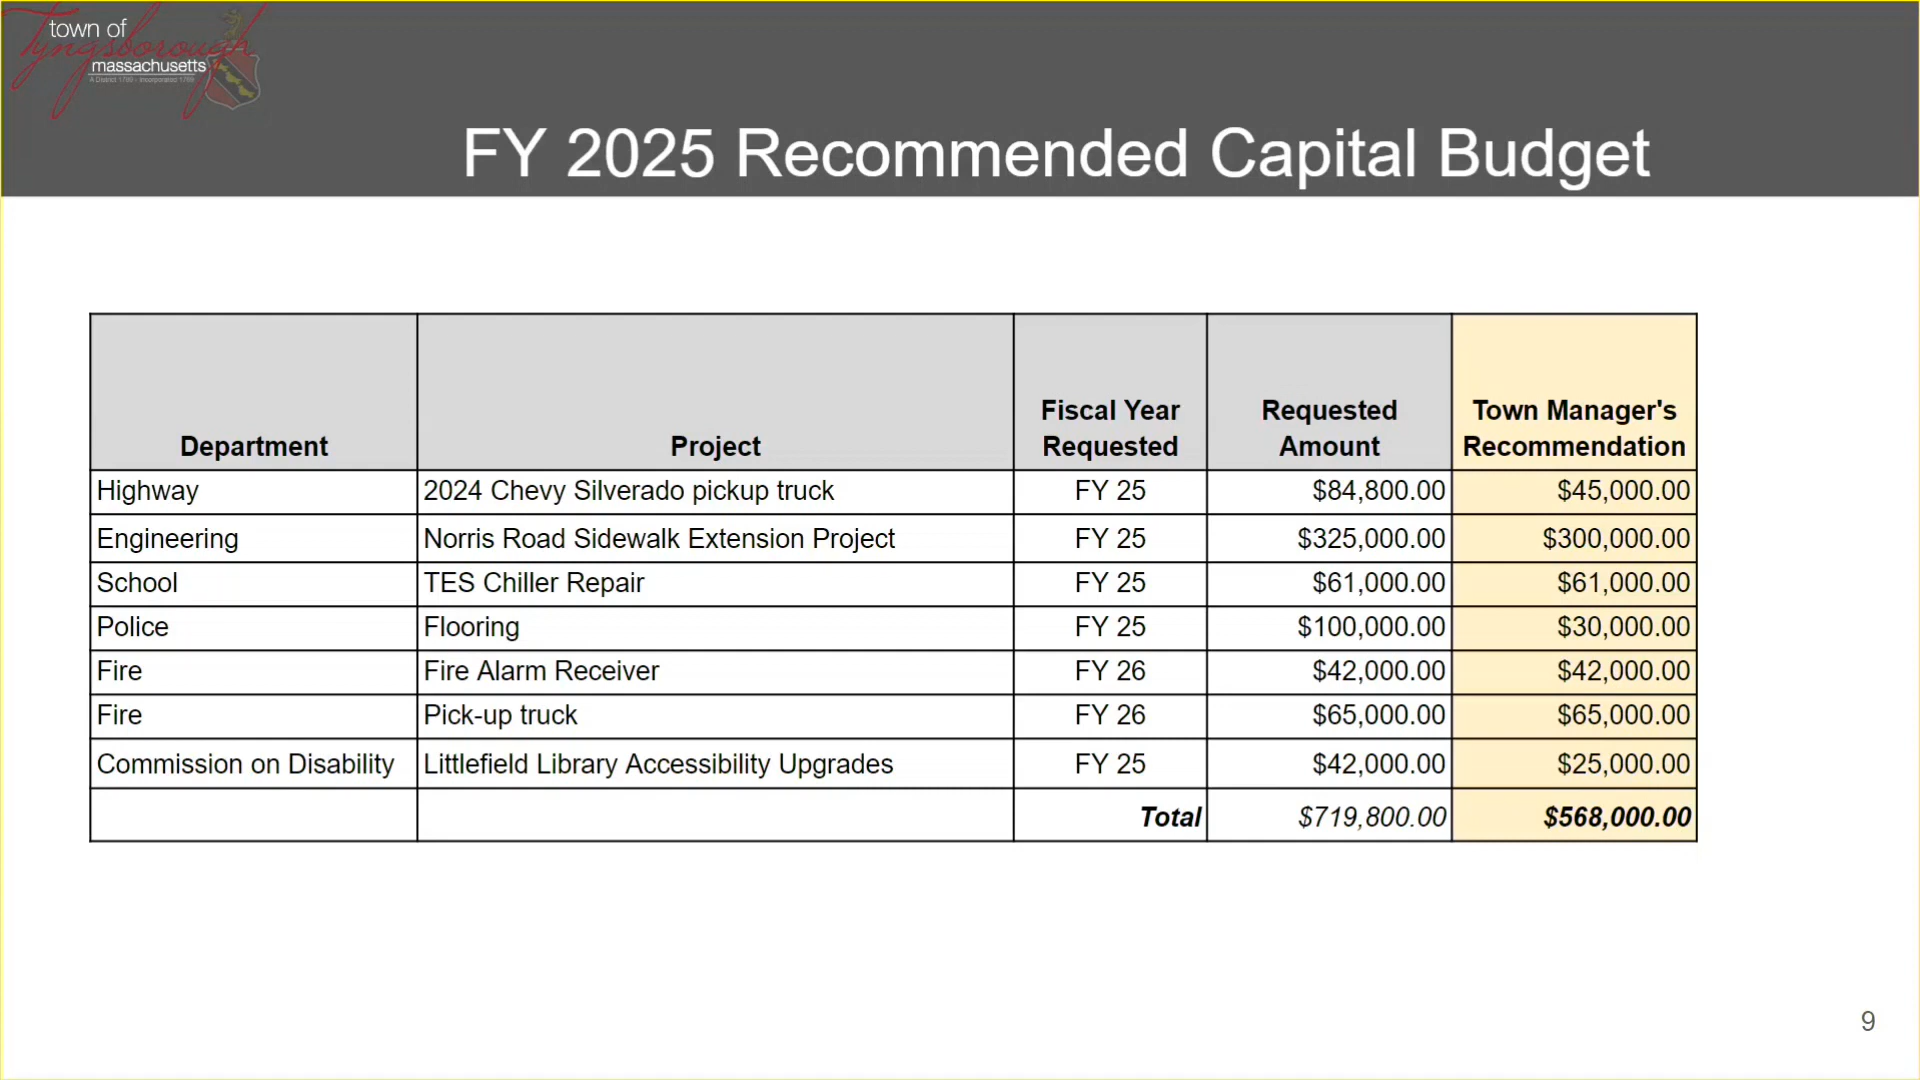 town of
Tyngsborough
massachusetts
A District 1789 - Incorporated 1809
FY 2025 Recommended Capital Budget
Department Project Fiscal Year Requested Requested Amount Town Manager's Recommendation
Highway 2024 Chevy Silverado pickup truck FY 25 $84,800.00 $45,000.00
Engineering Norris Road Sidewalk Extension Project FY 25 $325,000.00 $300,000.00
School TES Chiller Repair FY 25 $61,000.00 $61,000.00
Police Flooring FY 25 $100,000.00 $30,000.00
Fire Fire Alarm Receiver FY 26 $42,000.00 $42,000.00
Fire Pick-up truck FY 26 $65,000.00 $65,000.00
Commission on Disability Littlefield Library Accessibility Upgrades FY 25 $42,000.00 $25,000.00
Total $719,800.00 $568,000.00
9